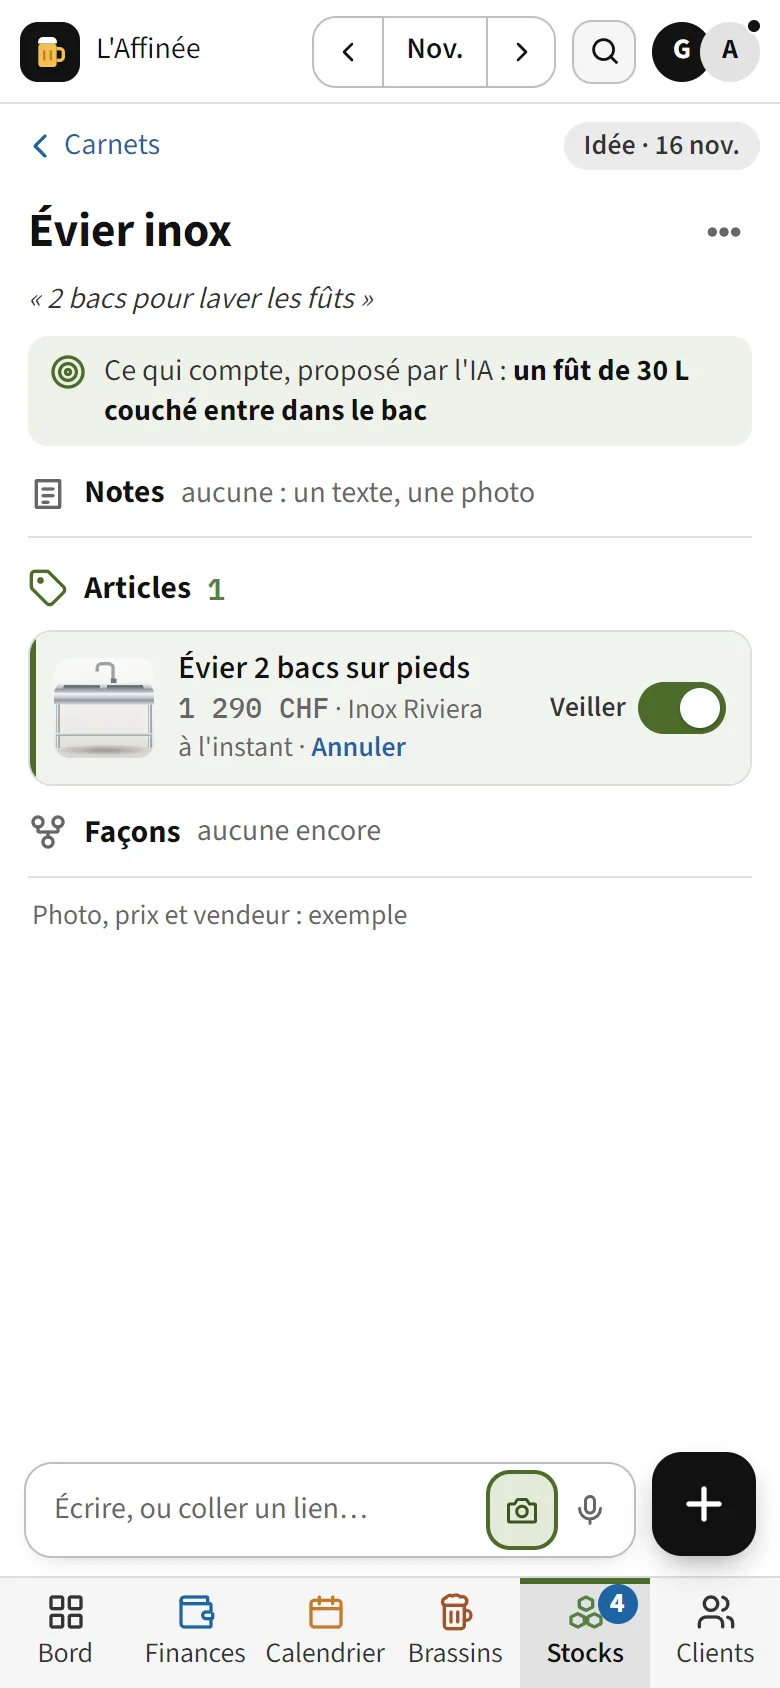 L'Affinée
Nov.
G
A
Carnets
Idée · 16 nov.
Évier inox
« 2 bacs pour laver les fûts »
Ce qui compte, proposé par l'IA : un fût de 30 L
couché entre dans le bac
Notes aucune : un texte, une photo
Articles 1
Évier 2 bacs sur pieds
1 290 CHF · Inox Riviera
à l'instant · Annuler
Veiller
Façons aucune encore
Photo, prix et vendeur : exemple
Écrire, ou coller un lien…
4
Bord
Finances
Calendrier
Brassins
Stocks
Clients